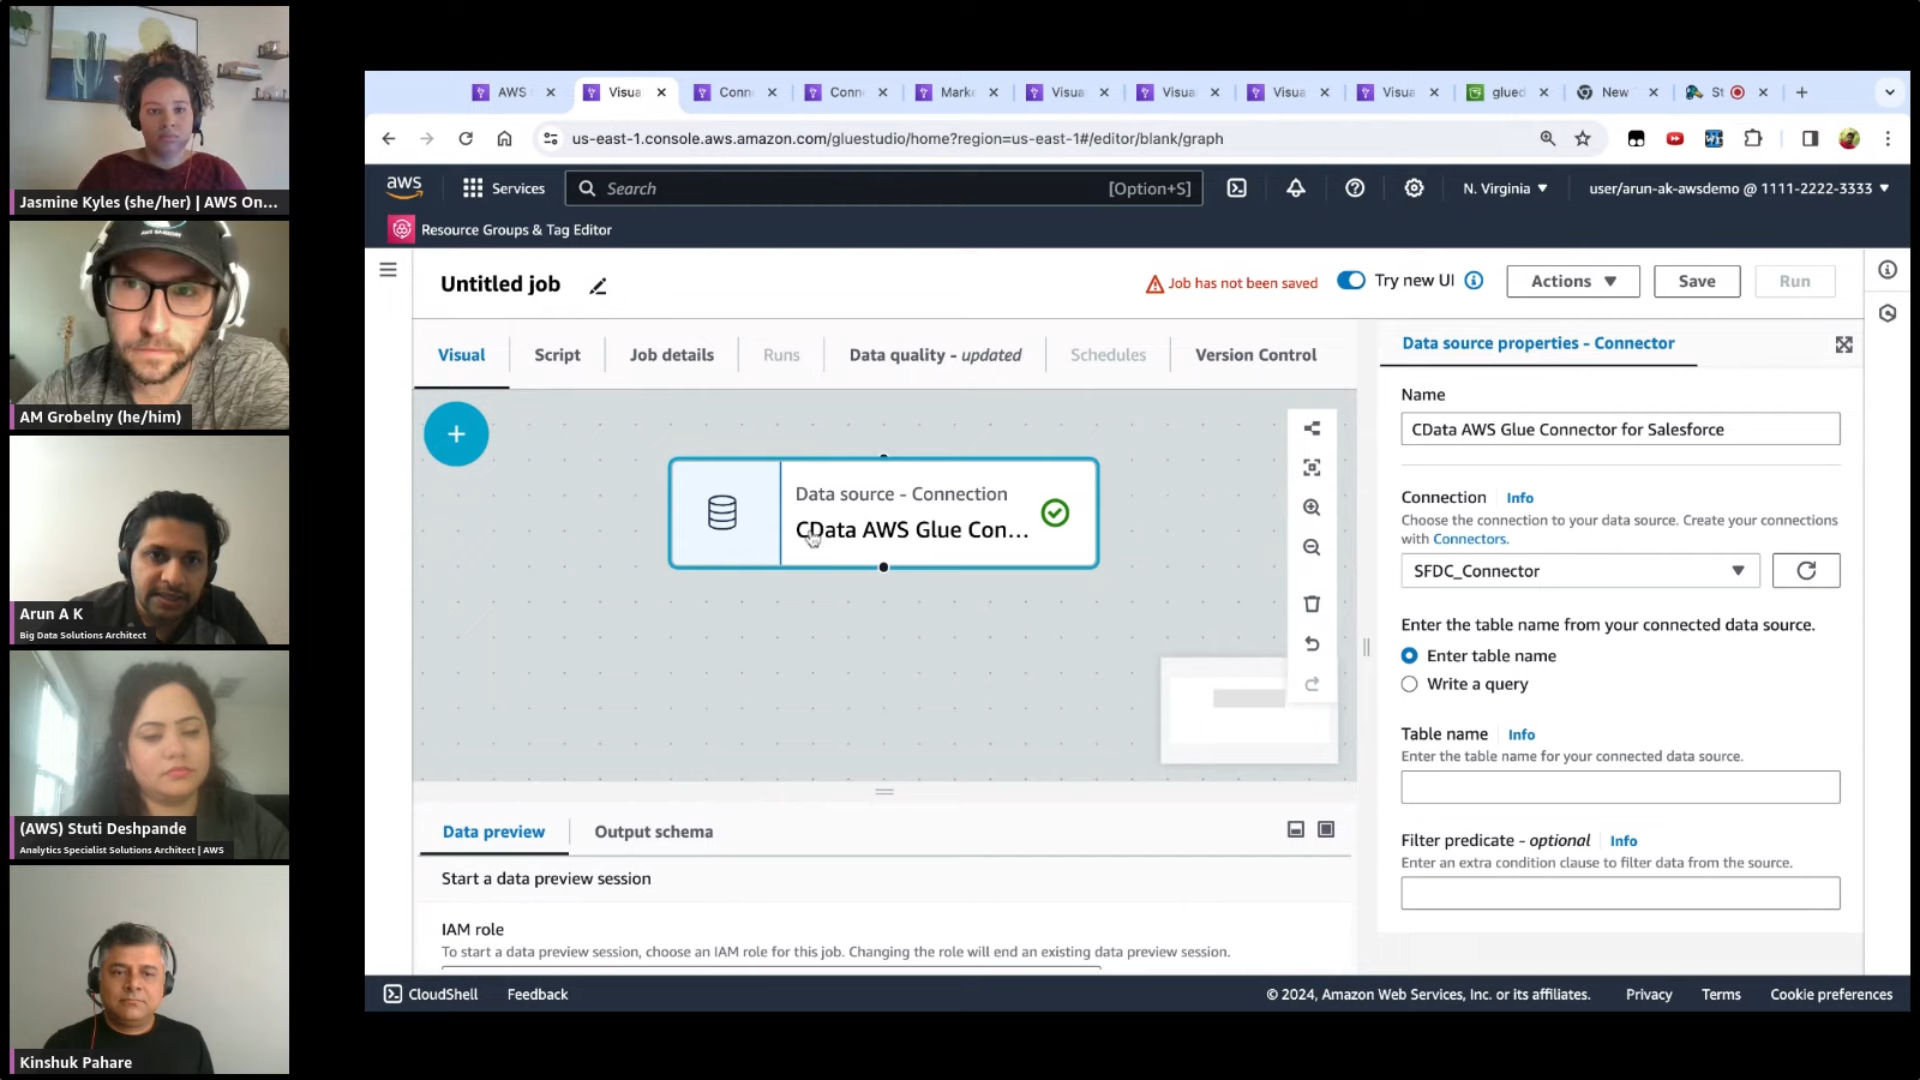 Jasmine Kyles (she/her) | AWS On...
AM Grobelny (he/him)
Arun A K
Big Data Solutions Architect
(AWS) Stuti Deshpande
Analytics Specialist Solutions Architect | AWS
Kinshuk Pahare
AWS
Visua
Conn
Conn
Marke
Visua
Visua
Visua
Visua
glued
New
St
us-east-1.console.aws.amazon.com/gluestudio/home?region=us-east-1#/editor/blank/graph
aws
Services
Search
[Option+S]
N. Virginia
user/arun-ak-awsdemo @ 1111-2222-3333
Resource Groups & Tag Editor
Untitled job
Job has not been saved
Try new UI
Actions
Save
Run
Visual
Script
Job details
Runs
Data quality - updated
Schedules
Version Control
Data source - Connection
CData AWS Glue Con...
Data source properties - Connector
Name
CData AWS Glue Connector for Salesforce
Connection Info
Choose the connection to your data source. Create your connections
with Connectors.
SFDC_Connector
Enter the table name from your connected data source.
Enter table name
Write a query
Table name Info
Enter the table name for your connected data source.
Filter predicate - optional Info
Enter an extra condition clause to filter data from the source.
Data preview
Output schema
Start a data preview session
IAM role
To start a data preview session, choose an IAM role for this job. Changing the role will end an existing data preview session.
CloudShell
Feedback
© 2024, Amazon Web Services, Inc. or its affiliates.
Privacy
Terms
Cookie preferences